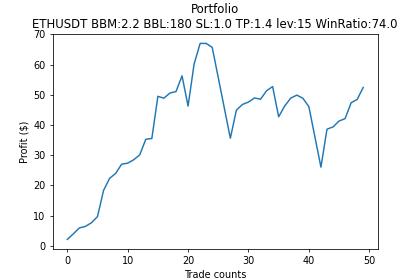 Portfolio
ETHUSDT BBM:2.2 BBL:180 SL:1.0 TP:1.4 lev:15 WinRatio:74.0
70
60
50
40
30
20
10
0
Profit ($)
0 10 20 30 40 50
Trade counts